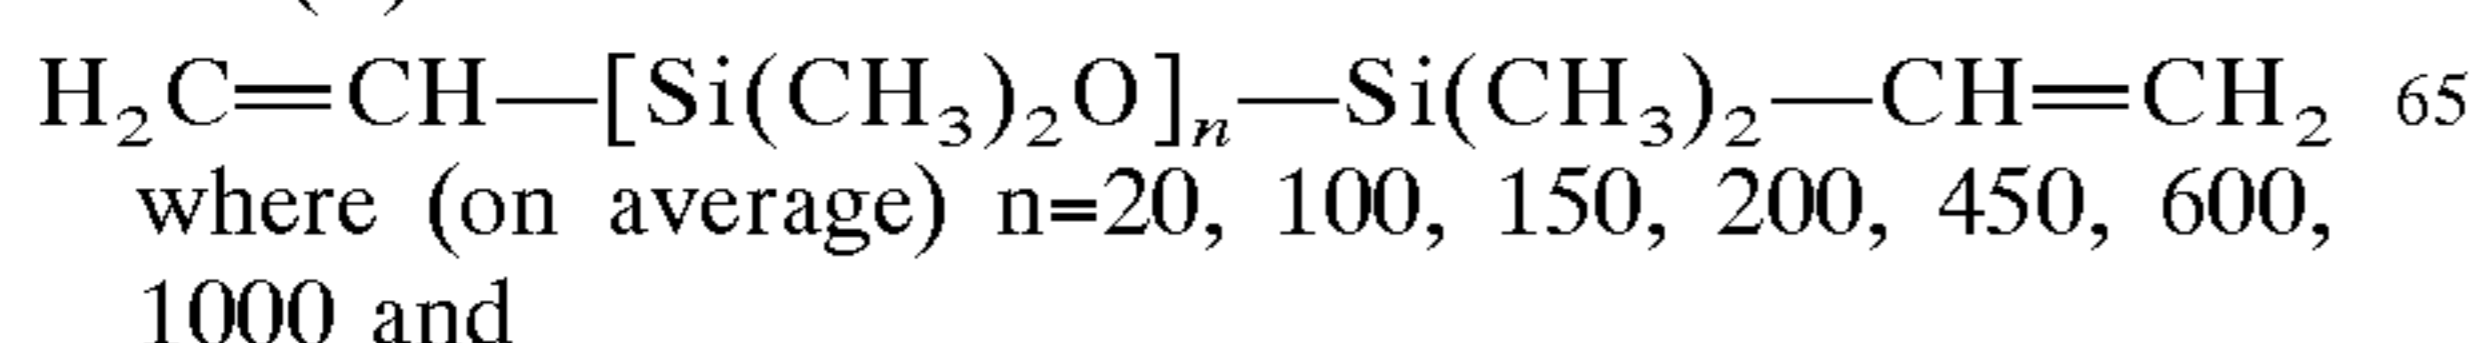 H₂C=CH—[Si(CH₃)₂O]ₙ—Si(CH₃)₂—CH=CH₂ 65
where (on average) n=20, 100, 150, 200, 450, 600,
1000 and